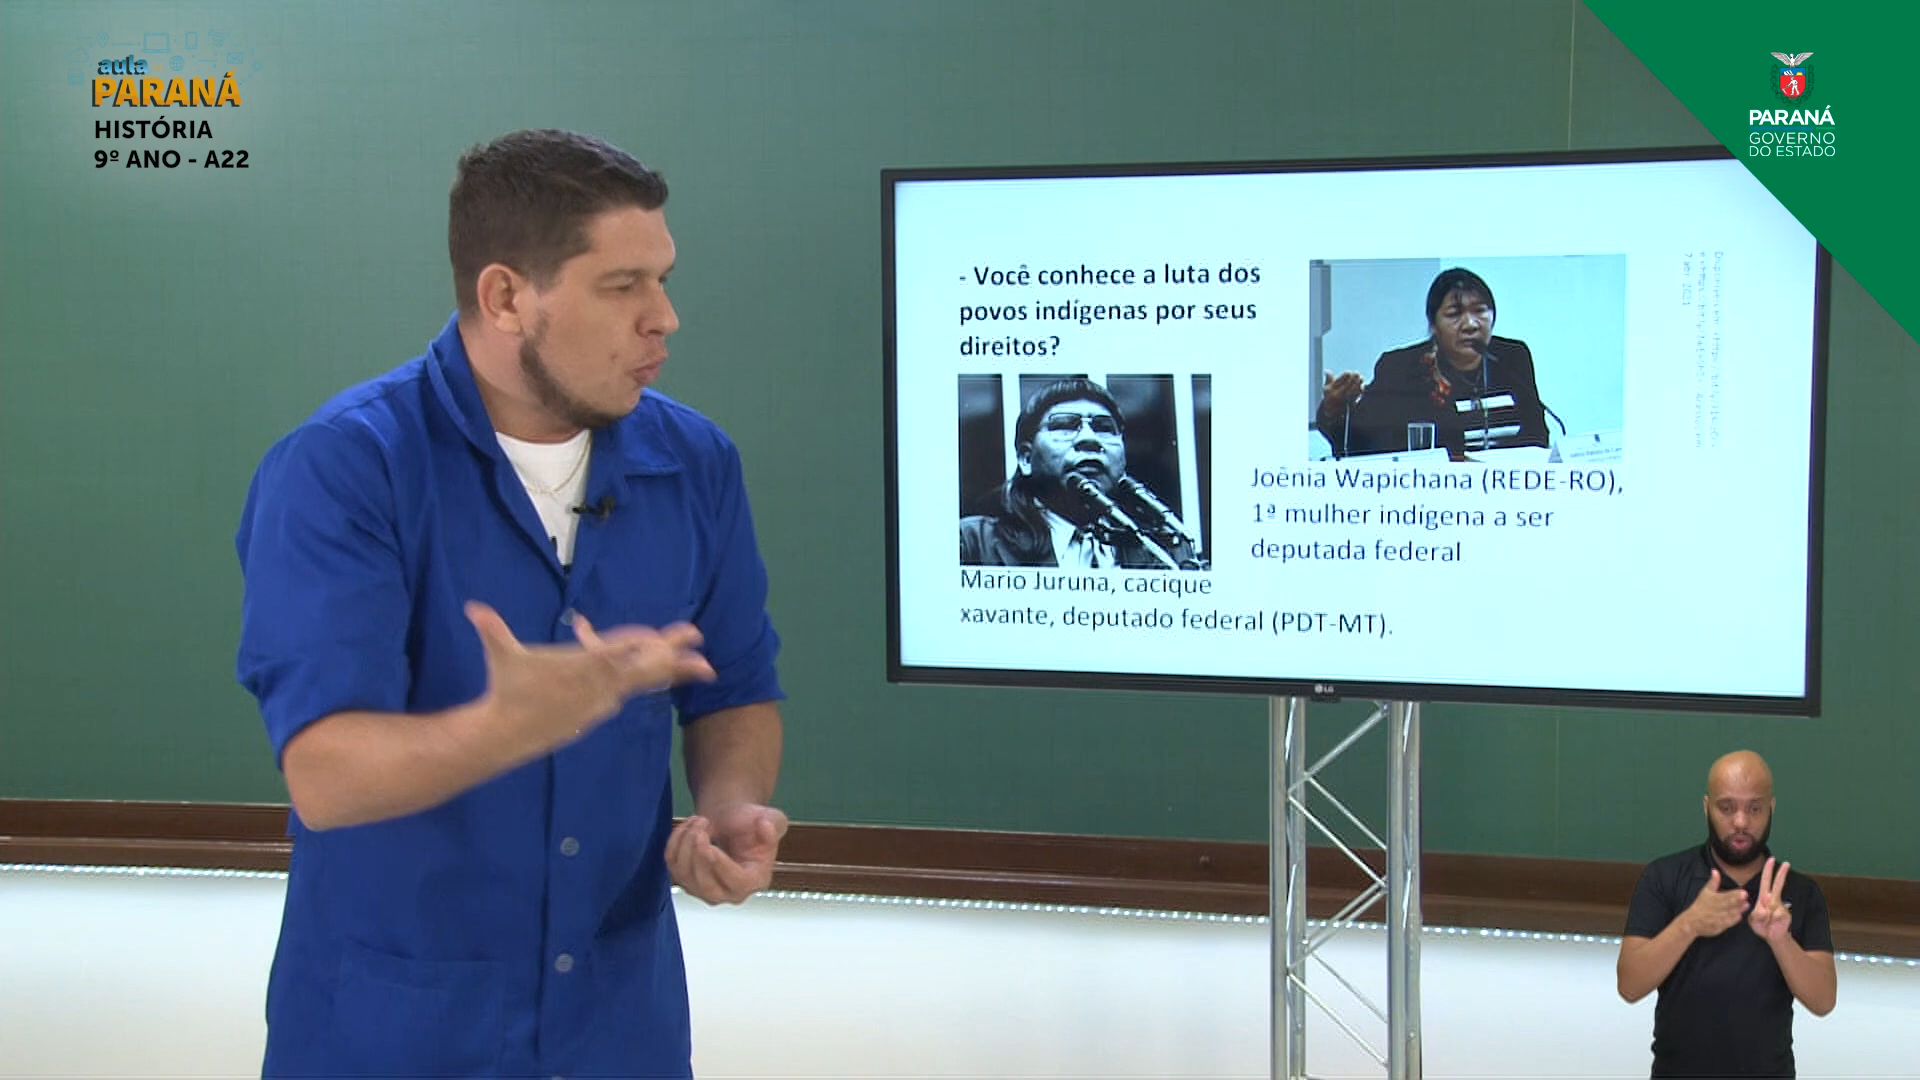 aula
PARANÁ
HISTÓRIA
9º ANO - A22
PARANÁ
GOVERNO
DO ESTADO
- Você conhece a luta dos
povos indígenas por seus
direitos?
Joênia Wapichana (REDE-RO),
1ª mulher indígena a ser
deputada federal
Mario Juruna, cacique
xavante, deputado federal (PDT-MT).
LG